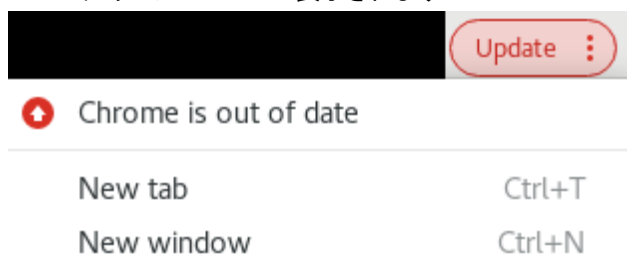 Update
Chrome is out of date
New tab Ctrl+T
New window Ctrl+N